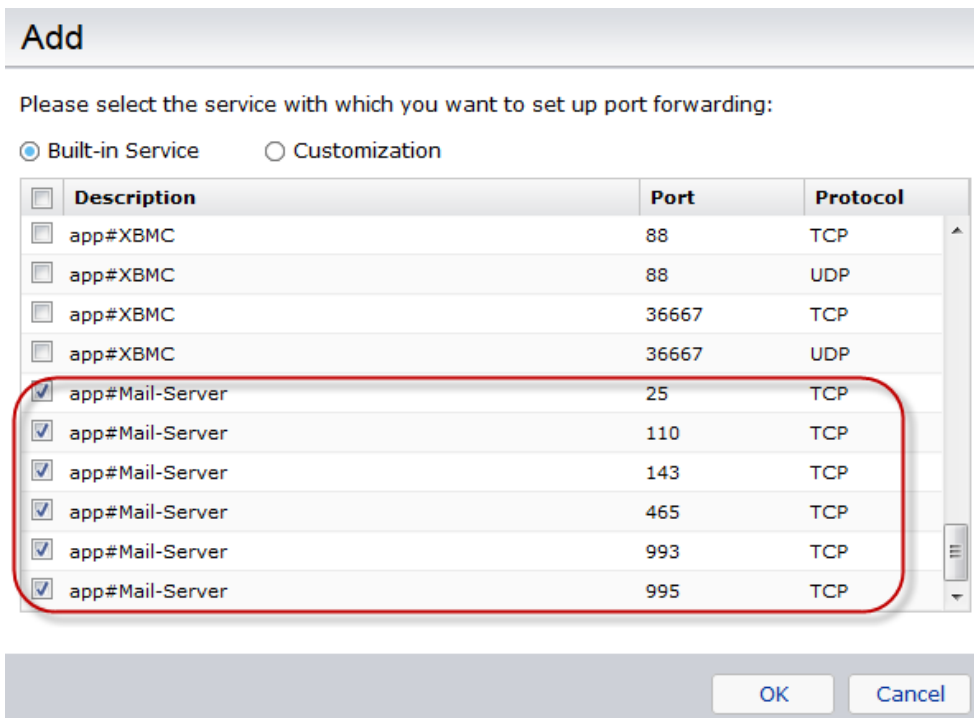 Add
Please select the service with which you want to set up port forwarding:
Built-in Service Customization
Description Port Protocol
app#XBMC 88 TCP
app#XBMC 88 UDP
app#XBMC 36667 TCP
app#XBMC 36667 UDP
app#Mail-Server 25 TCP
app#Mail-Server 110 TCP
app#Mail-Server 143 TCP
app#Mail-Server 465 TCP
app#Mail-Server 993 TCP
app#Mail-Server 995 TCP
OK Cancel